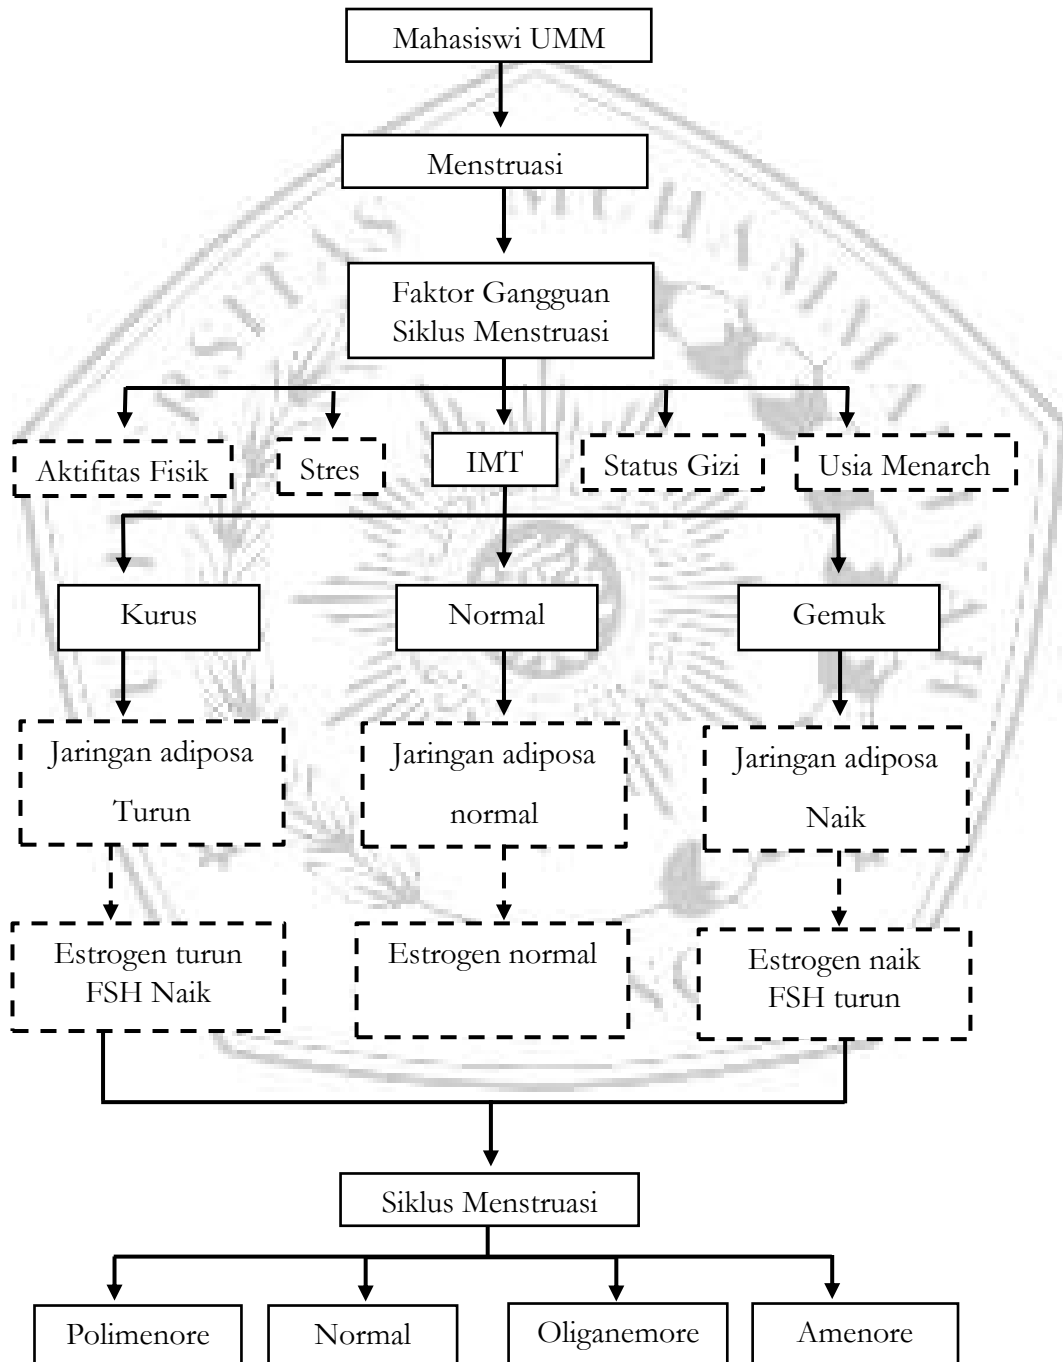 Mahasiswi UMM
Menstruasi
Faktor Gangguan
Siklus Menstruasi
Aktifitas Fisik
Stres
IMT
Status Gizi
Usia Menarch
Kurus
Normal
Gemuk
Jaringan adiposa
Turun
Jaringan adiposa
normal
Jaringan adiposa
Naik
Estrogen turun
FSH Naik
Estrogen normal
Estrogen naik
FSH turun
Siklus Menstruasi
Polimenore
Normal
Oliganemore
Amenore